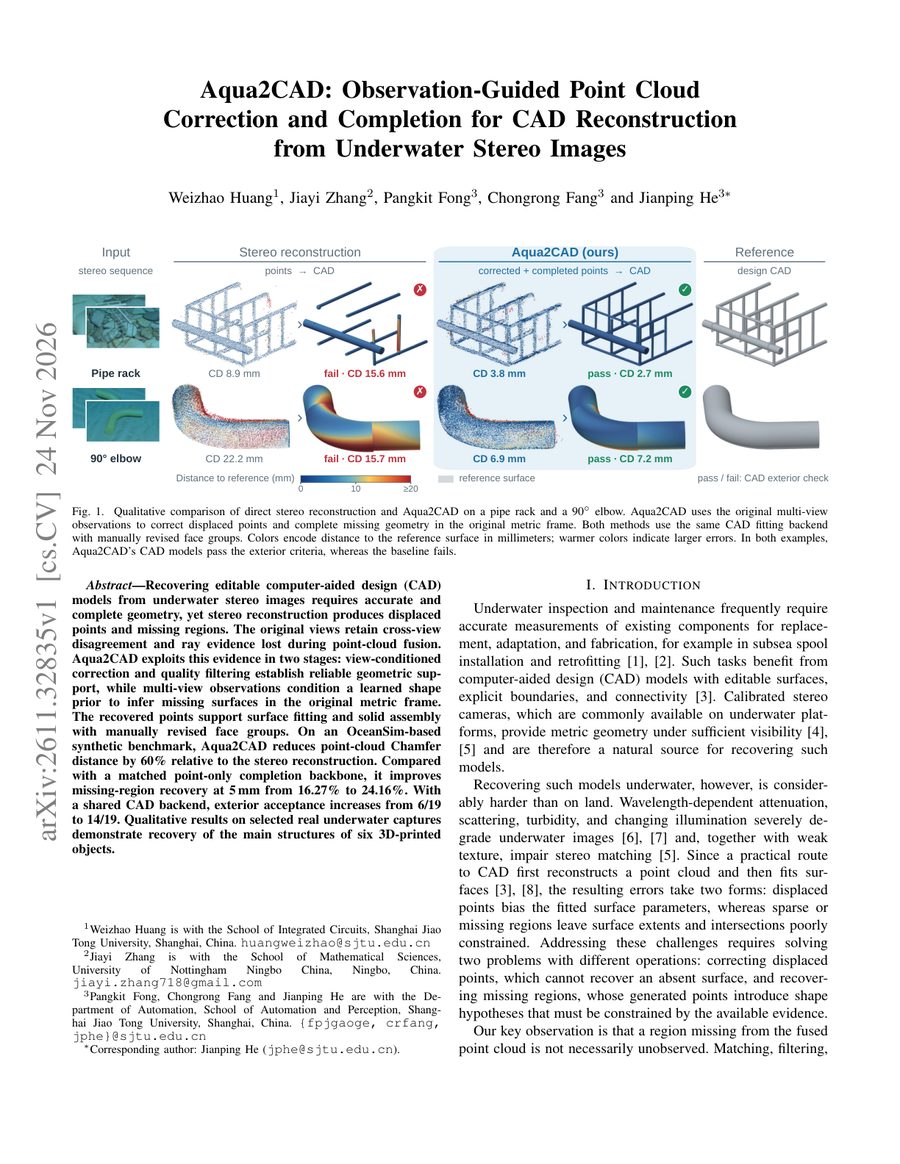 Aqua2CAD: Observation-Guided Point Cloud
Correction and Completion for CAD Reconstruction
from Underwater Stereo Images
Weizhao Huang1, Jiayi Zhang2, Pangkit Fong3, Chongrong Fang3 and Jianping He3*
arXiv:2611.32835v1 [cs.CV] 24 Nov 2026
Input
Stereo reconstruction
Aqua2CAD (ours)
Reference
stereo sequence
points → CAD
corrected + completed points → CAD
design CAD
Pipe rack
CD 8.9 mm
fail · CD 15.6 mm
CD 3.8 mm
pass · CD 2.7 mm
90° elbow
CD 22.2 mm
fail · CD 15.7 mm
CD 6.9 mm
pass · CD 7.2 mm
Distance to reference (mm)
0 10 ≥20
reference surface
pass / fail: CAD exterior check
Fig. 1. Qualitative comparison of direct stereo reconstruction and Aqua2CAD on a pipe rack and a 90° elbow. Aqua2CAD uses the original multi-view
observations to correct displaced points and complete missing geometry in the original metric frame. Both methods use the same CAD fitting backend
with manually revised face groups. Colors encode distance to the reference surface in millimeters; warmer colors indicate larger errors. In both examples,
Aqua2CAD's CAD models pass the exterior criteria, whereas the baseline fails.
Abstract—Recovering editable computer-aided design (CAD)
models from underwater stereo images requires accurate and
complete geometry, yet stereo reconstruction produces displaced
points and missing regions. The original views retain cross-view
disagreement and ray evidence lost during point-cloud fusion.
Aqua2CAD exploits this evidence in two stages: view-conditioned
correction and quality filtering establish reliable geometric sup-
port, while multi-view observations condition a learned shape
prior to infer missing surfaces in the original metric frame.
The recovered points support surface fitting and solid assembly
with manually revised face groups. On an OceanSim-based
synthetic benchmark, Aqua2CAD reduces point-cloud Chamfer
distance by 60% relative to the stereo reconstruction. Compared
with a matched point-only completion backbone, it improves
missing-region recovery at 5 mm from 16.27% to 24.16%. With
a shared CAD backend, exterior acceptance increases from 6/19
to 14/19. Qualitative results on selected real underwater captures
demonstrate recovery of the main structures of six 3D-printed
objects.
1Weizhao Huang is with the School of Integrated Circuits, Shanghai Jiao
Tong University, Shanghai, China. huangweizhao@sjtu.edu.cn
2Jiayi Zhang is with the School of Mathematical Sciences,
University of Nottingham Ningbo China, Ningbo, China.
jiayi.zhang718@gmail.com
3Pangkit Fong, Chongrong Fang and Jianping He are with the De-
partment of Automation, School of Automation and Perception, Shang-
hai Jiao Tong University, Shanghai, China. {fpjgaoge, crfang,
jphe}@sjtu.edu.cn
*Corresponding author: Jianping He (jphe@sjtu.edu.cn).
I. INTRODUCTION
Underwater inspection and maintenance frequently require
accurate measurements of existing components for replace-
ment, adaptation, and fabrication, for example in subsea spool
installation and retrofitting [1], [2]. Such tasks benefit from
computer-aided design (CAD) models with editable surfaces,
explicit boundaries, and connectivity [3]. Calibrated stereo
cameras, which are commonly available on underwater plat-
forms, provide metric geometry under sufficient visibility [4],
[5] and are therefore a natural source for recovering such
models.
Recovering such models underwater, however, is consider-
ably harder than on land. Wavelength-dependent attenuation,
scattering, turbidity, and changing illumination severely de-
grade underwater images [6], [7] and, together with weak
texture, impair stereo matching [5]. Since a practical route
to CAD first reconstructs a point cloud and then fits sur-
faces [3], [8], the resulting errors take two forms: displaced
points bias the fitted surface parameters, whereas sparse or
missing regions leave surface extents and intersections poorly
constrained. Addressing these challenges requires solving
two problems with different operations: correcting displaced
points, which cannot recover an absent surface, and recover-
ing missing regions, whose generated points introduce shape
hypotheses that must be constrained by the available evidence.
Our key observation is that a region missing from the fused
point cloud is not necessarily unobserved. Matching, filtering,